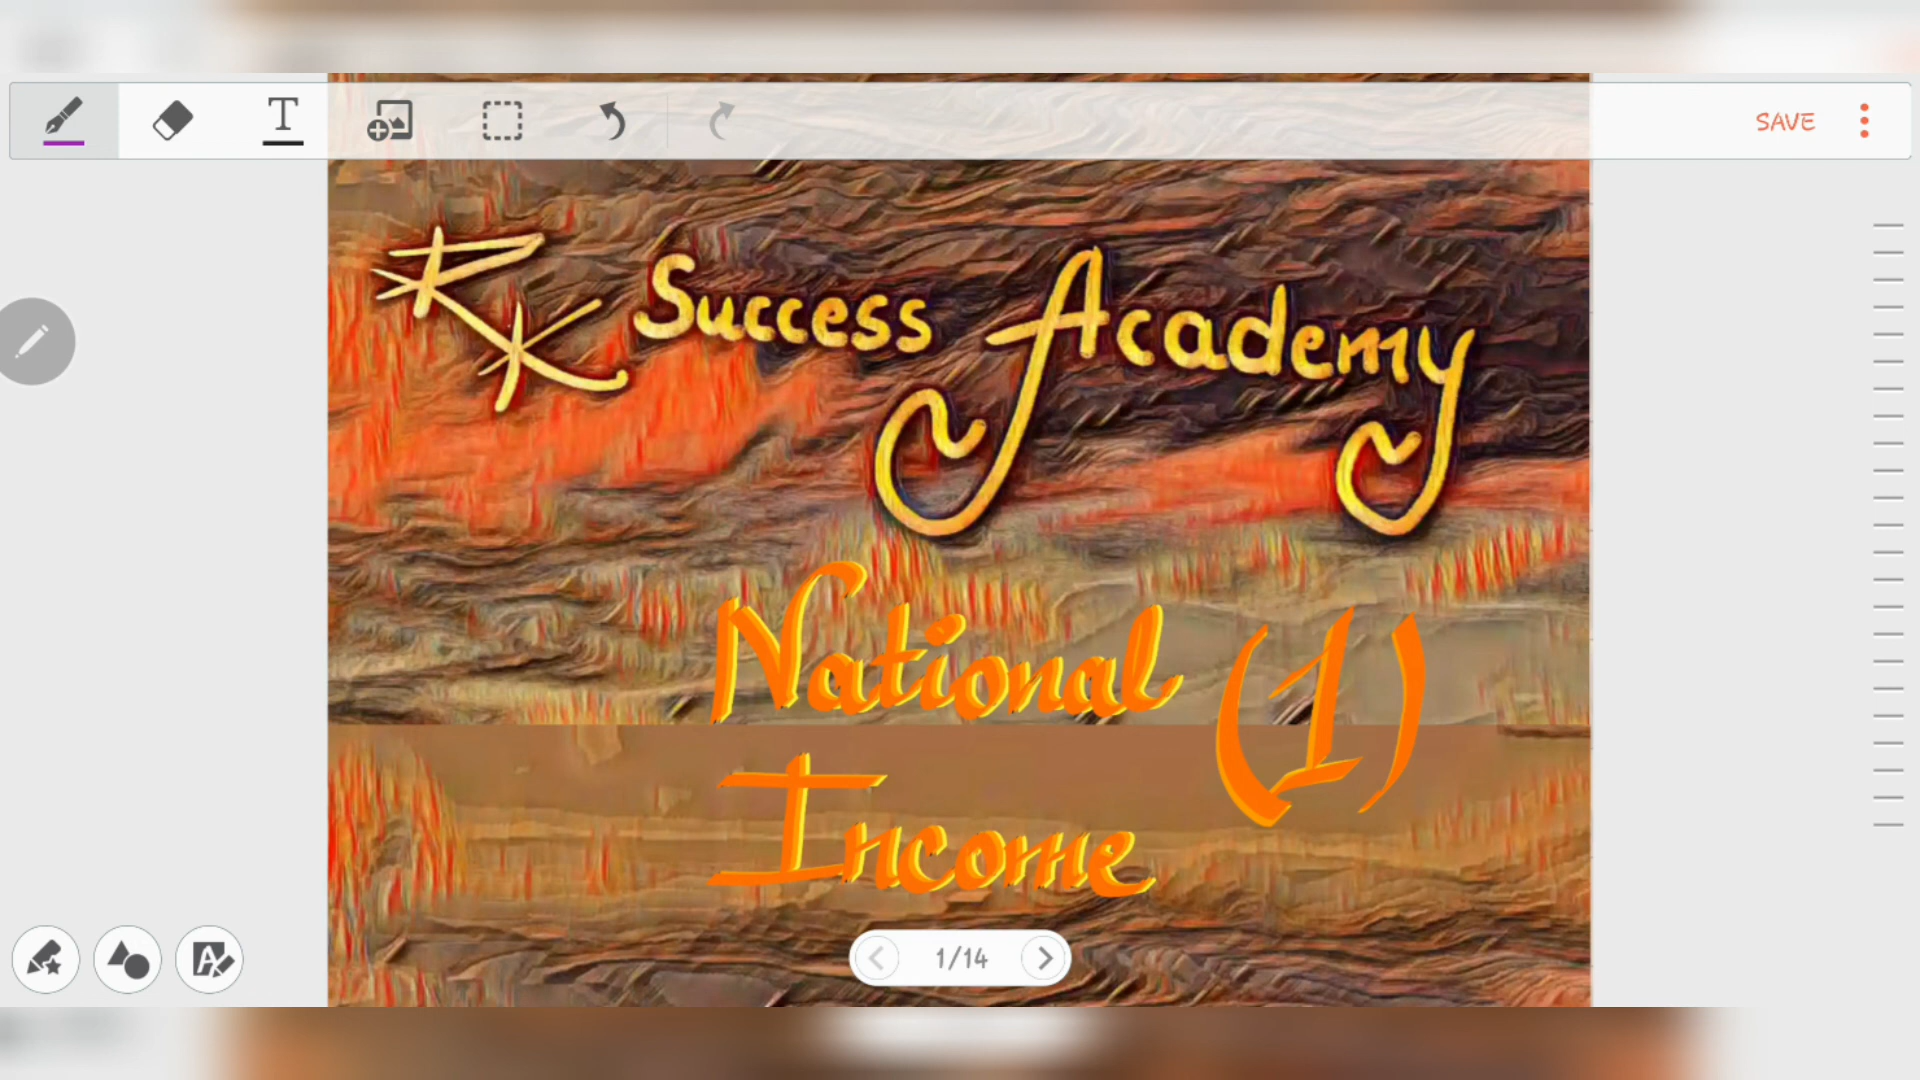 T
SAVE
RK Success Academy
National (1)
Income
1/14